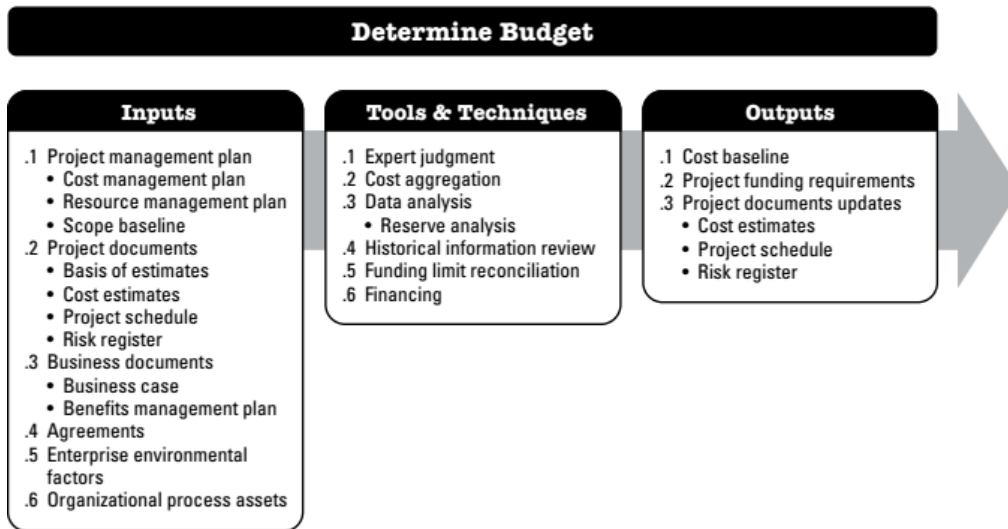 Determine Budget
Inputs
.1 Project management plan
• Cost management plan
• Resource management plan
• Scope baseline
.2 Project documents
• Basis of estimates
• Cost estimates
• Project schedule
• Risk register
.3 Business documents
• Business case
• Benefits management plan
.4 Agreements
.5 Enterprise environmental
factors
.6 Organizational process assets
Tools & Techniques
.1 Expert judgment
.2 Cost aggregation
.3 Data analysis
• Reserve analysis
.4 Historical information review
.5 Funding limit reconciliation
.6 Financing
Outputs
.1 Cost baseline
.2 Project funding requirements
.3 Project documents updates
• Cost estimates
• Project schedule
• Risk register